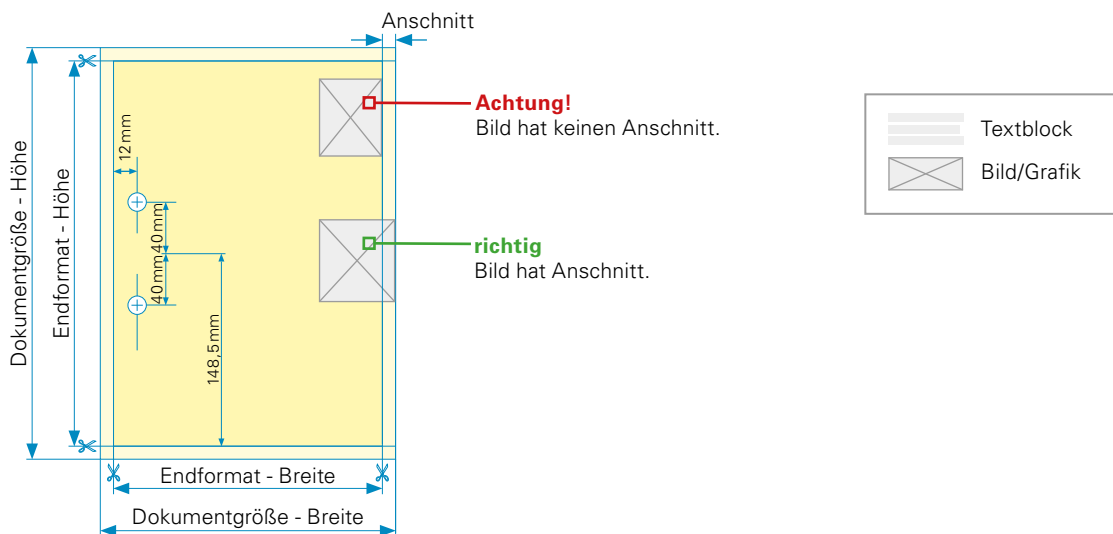 Anschnitt
Achtung!
Bild hat keinen Anschnitt.
Textblock
Bild/Grafik
12 mm
Dokumentgröße - Höhe
Endformat - Höhe
40 mm
40 mm
richtig
Bild hat Anschnitt.
148,5 mm
Endformat - Breite
Dokumentgröße - Breite